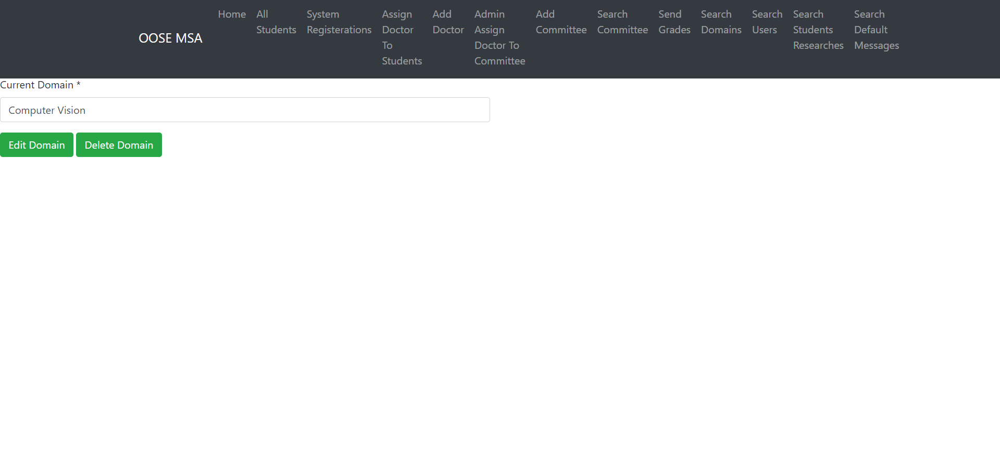 OOSE MSA
Home
All
Students
System
Registerations
Assign
Doctor
To
Students
Add
Doctor
Admin
Assign
Doctor To
Committee
Add
Committee
Search
Committee
Send
Grades
Search
Domains
Search
Users
Search
Students
Researches
Search
Default
Messages
Current Domain *
Computer Vision
Edit Domain
Delete Domain